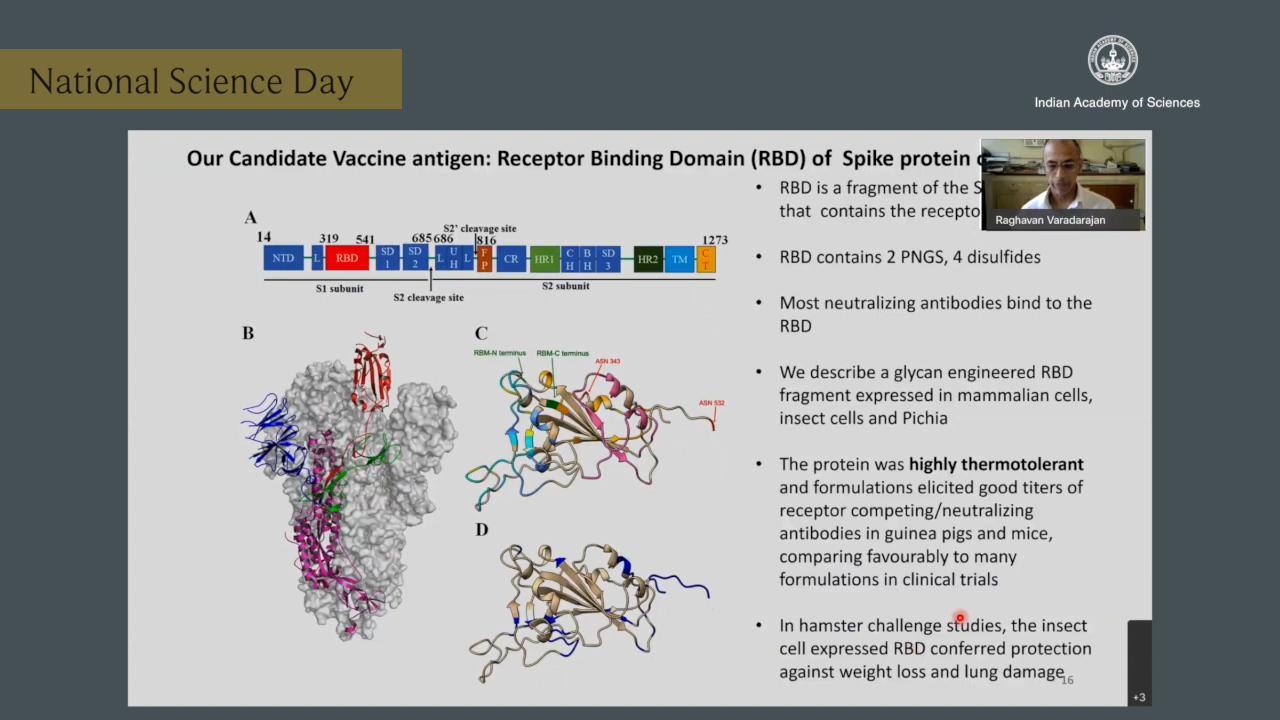 National Science Day
Indian Academy of Sciences
Our Candidate Vaccine antigen: Receptor Binding Domain (RBD) of Spike protein
Raghavan Varadarajan
A
14
319
541
685
686
S2' cleavage site
816
1273
NTD
L
RBD
SD 1
SD 2
L
U H
L
F P
CR
HR1
C H
B H
SD 3
HR2
TM
C T
S1 subunit
S2 cleavage site
S2 subunit
B
C
RBM-N terminus
RBM-C terminus
ASN 343
ASN 532
D
• RBD is a fragment of the S
that contains the recepto
• RBD contains 2 PNGS, 4 disulfides
• Most neutralizing antibodies bind to the
RBD
• We describe a glycan engineered RBD
fragment expressed in mammalian cells,
insect cells and Pichia
• The protein was highly thermotolerant
and formulations elicited good titers of
receptor competing/neutralizing
antibodies in guinea pigs and mice,
comparing favourably to many
formulations in clinical trials
• In hamster challenge studies, the insect
cell expressed RBD conferred protection
against weight loss and lung damage
16
+3